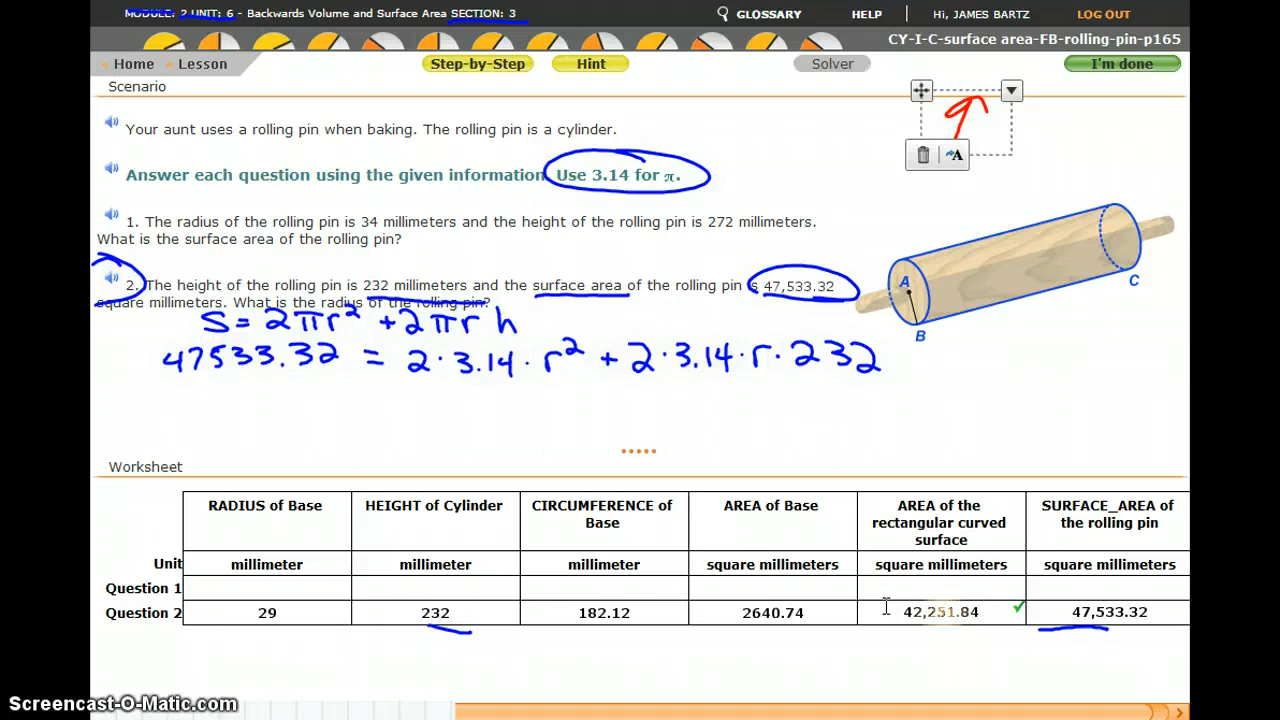 MODULE: 2 UNIT: 6 - Backwards Volume and Surface Area SECTION: 3
GLOSSARY
HELP
Hi, JAMES BARTZ
LOG OUT
CY-I-C-surface area-FB-rolling-pin-p165
Home
Lesson
Step-by-Step
Hint
Solver
I'm done
Scenario
Your aunt uses a rolling pin when baking. The rolling pin is a cylinder.
Answer each question using the given information. Use 3.14 for π.
1. The radius of the rolling pin is 34 millimeters and the height of the rolling pin is 272 millimeters.
What is the surface area of the rolling pin?
2. The height of the rolling pin is 232 millimeters and the surface area of the rolling pin is 47,533.32
square millimeters. What is the radius of the rolling pin?
S = 2πr² + 2πrh
47533.32 = 2·3.14·r² + 2·3.14·r·232
A
B
C
A
Worksheet
RADIUS of Base HEIGHT of Cylinder CIRCUMFERENCE of Base AREA of Base AREA of the rectangular curved surface SURFACE_AREA of the rolling pin
Unit millimeter millimeter millimeter square millimeters square millimeters square millimeters
Question 1
Question 2 29 232 182.12 2640.74 42,251.84 47,533.32
Screencast-O-Matic.com